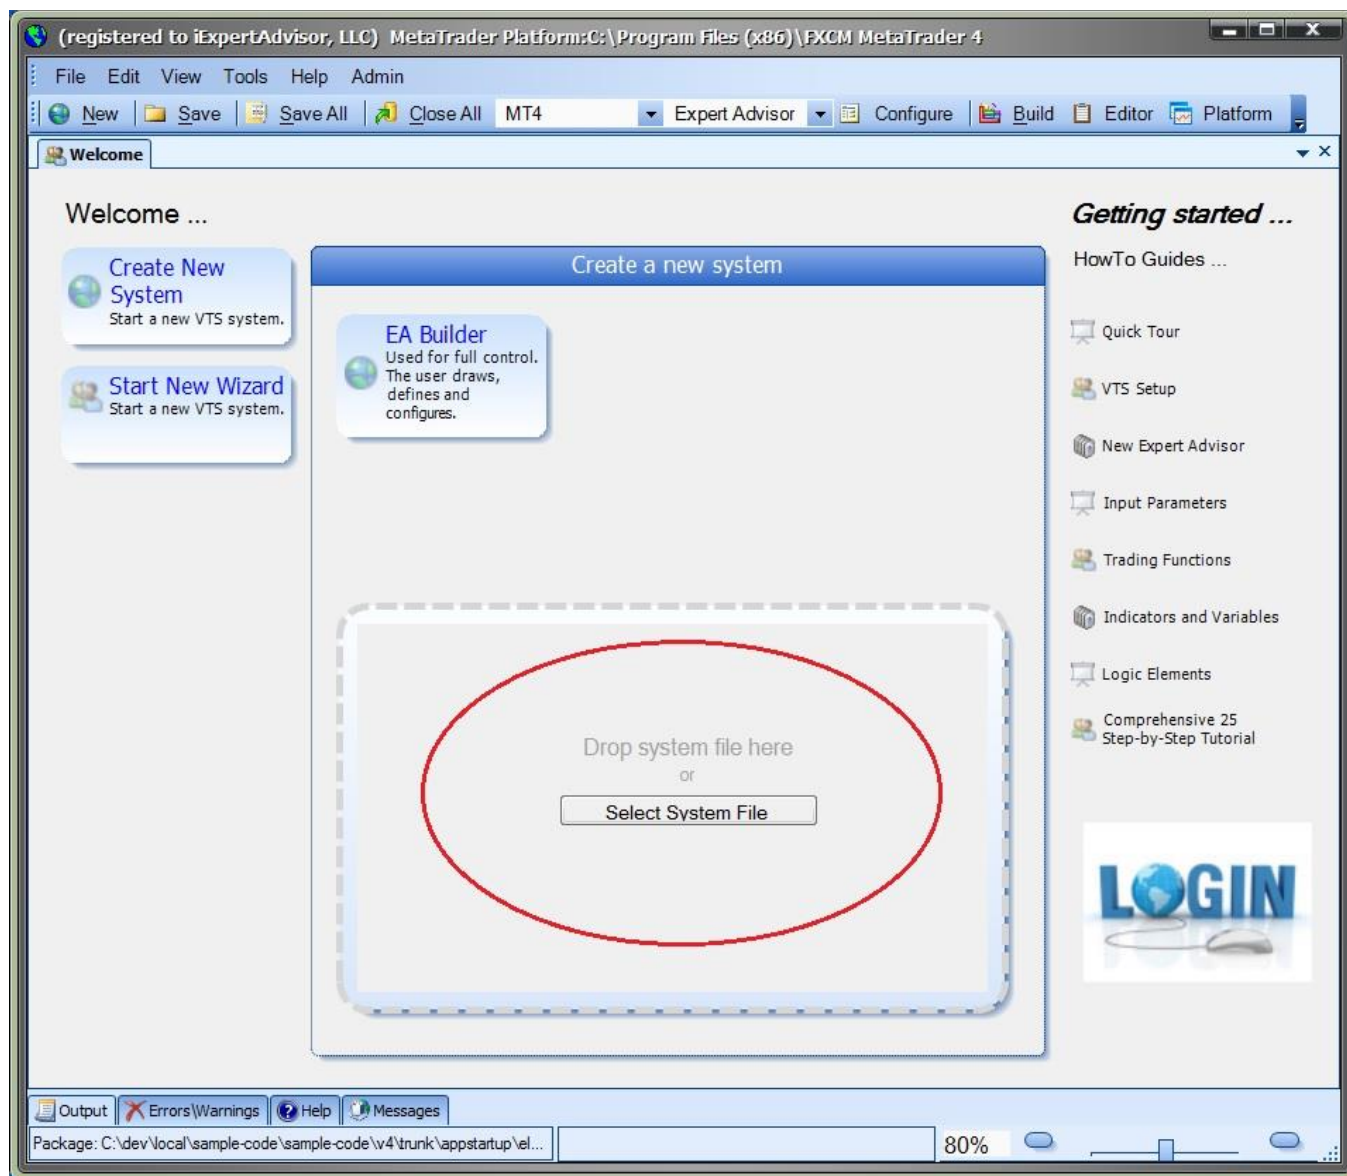 (registered to iExpertAdvisor, LLC) MetaTrader Platform:C:\Program Files (x86)\FXCM MetaTrader 4
File Edit View Tools Help Admin
New Save Save All Close All MT4 Expert Advisor Configure Build Editor Platform
Welcome
Welcome ...
Create New
System
Start a new VTS system.
Start New Wizard
Start a new VTS system.
Create a new system
EA Builder
Used for full control.
The user draws,
defines and
configures.
Drop system file here
or
Select System File
Getting started ...
HowTo Guides ...
Quick Tour
VTS Setup
New Expert Advisor
Input Parameters
Trading Functions
Indicators and Variables
Logic Elements
Comprehensive 25
Step-by-Step Tutorial
LOGIN
Output Errors\Warnings Help Messages
Package: C:\dev\local\sample-code\sample-code\v4\trunk\appstartup\el... 80%